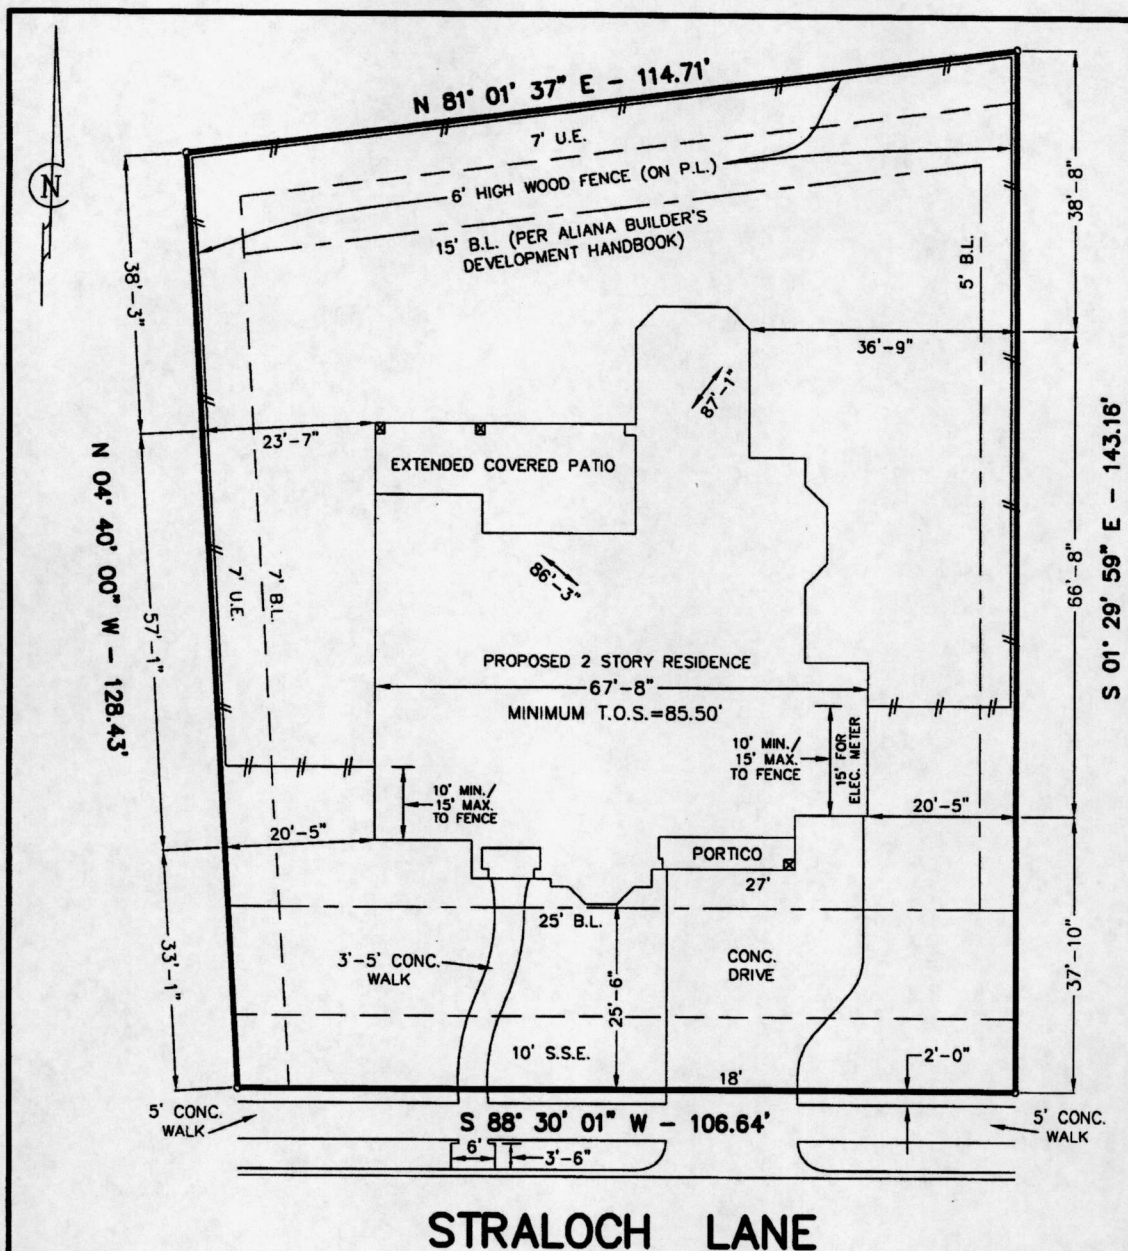 N 81° 01' 37" E - 114.71'
7' U.E.
6' HIGH WOOD FENCE (ON P.L.)
15' B.L. (PER ALIANA BUILDER'S
DEVELOPMENT HANDBOOK)
N
38'-8"
5' B.L.
38'-3"
36'-9"
87'-1"
23'-7"
EXTENDED COVERED PATIO
N 04° 40' 00" W - 128.43'
S 01° 29' 59" E - 143.16'
86'-3"
7' U.E.
7' B.L.
57'-1"
66'-8"
PROPOSED 2 STORY RESIDENCE
67'-8"
MINIMUM T.O.S.=85.50'
10' MIN./
15' MAX.
TO FENCE
15' FOR
ELEC. METER
10' MIN./
15' MAX.
TO FENCE
20'-5"
20'-5"
PORTICO
27'
25' B.L.
33'-1"
3'-5' CONC.
WALK
25'-6"
CONC.
DRIVE
37'-10"
10' S.S.E.
2'-0"
18'
5' CONC.
WALK
S 88° 30' 01" W - 106.64'
5' CONC.
WALK
6'
3'-6"
STRALOCH LANE